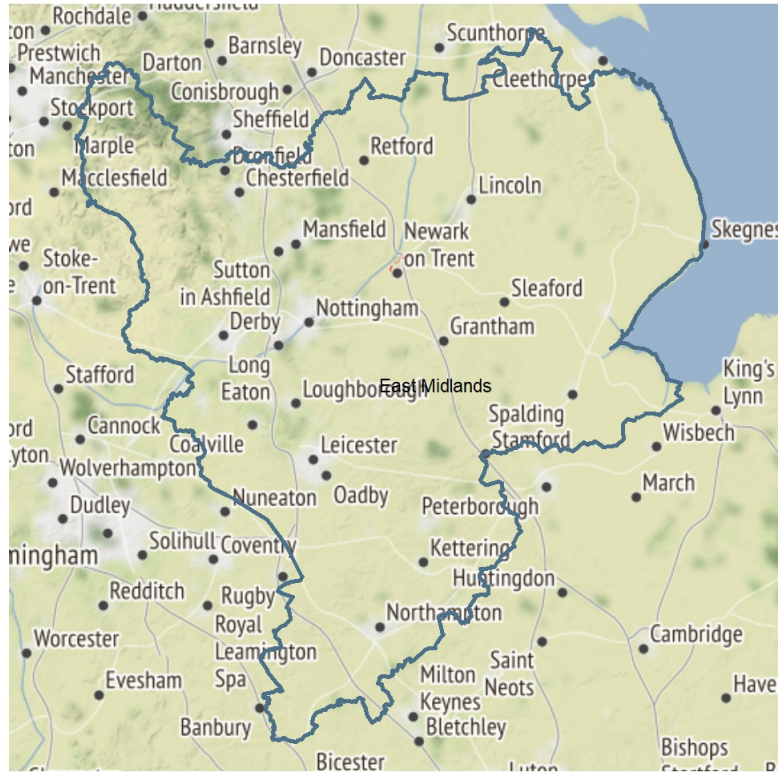 Rochdale
Prestwich
Manchester
Stockport
Darton
Barnsley
Conisbrough
Doncaster
Scunthorpe
Cleethorpes
Sheffield
Marple
Dronfield
Retford
Macclesfield
Chesterfield
Lincoln
Mansfield
Newark
on Trent
Skegnes
Stoke-
on-Trent
Sutton
in Ashfield
Sleaford
Derby
Nottingham
Grantham
Long
Eaton
East Midlands
King's
Lynn
Stafford
Loughborough
Cannock
Coalville
Spalding
Stamford
Wisbech
Wolverhampton
Leicester
Oadby
March
Dudley
Nuneaton
Peterborough
mingham
Solihull
Coventry
Kettering
Huntingdon
Redditch
Rugby
Northampton
Royal
Leamington
Spa
Worcester
Cambridge
Saint
Neots
Evesham
Milton
Keynes
Have
Banbury
Bletchley
Bicester
Bishops